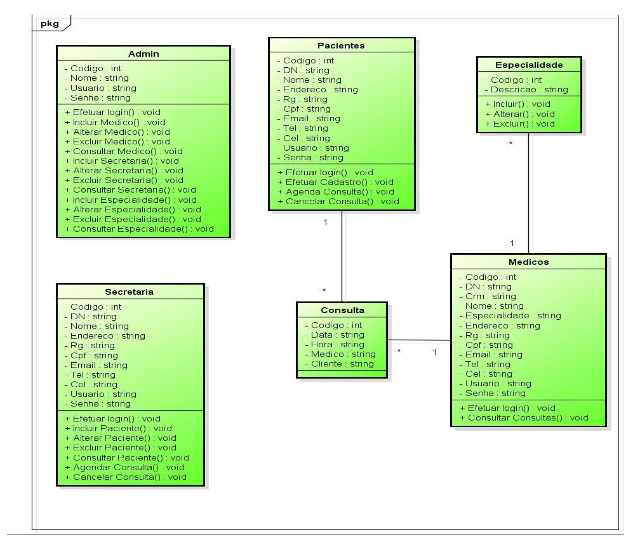 pkg
Admin
- Codigo : int
- Nome : string
- Usuario : string
- Senha : string
+ Efetuar login() : void
+ Incluir Medico() : void
+ Alterar Medico() : void
+ Excluir Medico() : void
+ Consultar Medico() : void
+ Incluir Secretaria() : void
+ Alterar Secretaria() : void
+ Excluir Secretaria() : void
+ Consultar Secretaria() : void
+ Incluir Especialidade() : void
+ Alterar Especialidade() : void
+ Excluir Especialidade() : void
+ Consultar Especialidade() : void
Pacientes
- Codigo : int
- DN : string
Nome : string
- Endereco : string
- Rg : string
- Cpf : string
- Email : string
- Tel : string
- Cel : string
Usuario : string
- Senha : string
+ Efetuar login() : void
+ Efetuar Cadastro() : void
+ Agenda Consulta() : void
+ Cancelar Consulta() : void
Especialidade
Codigo : int
- Descricao : string
+ Incluir() : void
+ Alterar() : void
+ Excluir() : void
*
1
1
*
Secretaria
Codigo : int
- DN : string
- Nome : string
- Endereco : string
- Rg : string
- Cpf : string
- Email : string
- Tel : string
- Cel : string
- Usuario : string
- Senha : string
+ Efetuar login() : void
+ Incluir Paciente() : void
+ Alterar Paciente() : void
+ Excluir Paciente() : void
+ Consultar Paciente() : void
+ Agendar Consulta() : void
+ Cancelar Consulta() : void
Consulta
- Codigo : int
- Data : string
- Hora : string
- Medico : string
- Cliente : string
* 1
Medicos
- Codigo : int
- DN : string
- Crm : string
Nome : string
- Especialidade : string
- Endereco : string
- Rg : string
Cpf : string
- Email : string
- Tel : string
Cel : string
- Usuario : string
- Senha : string
+ Efetuar login() : void
+ Consultar Consultas() : void